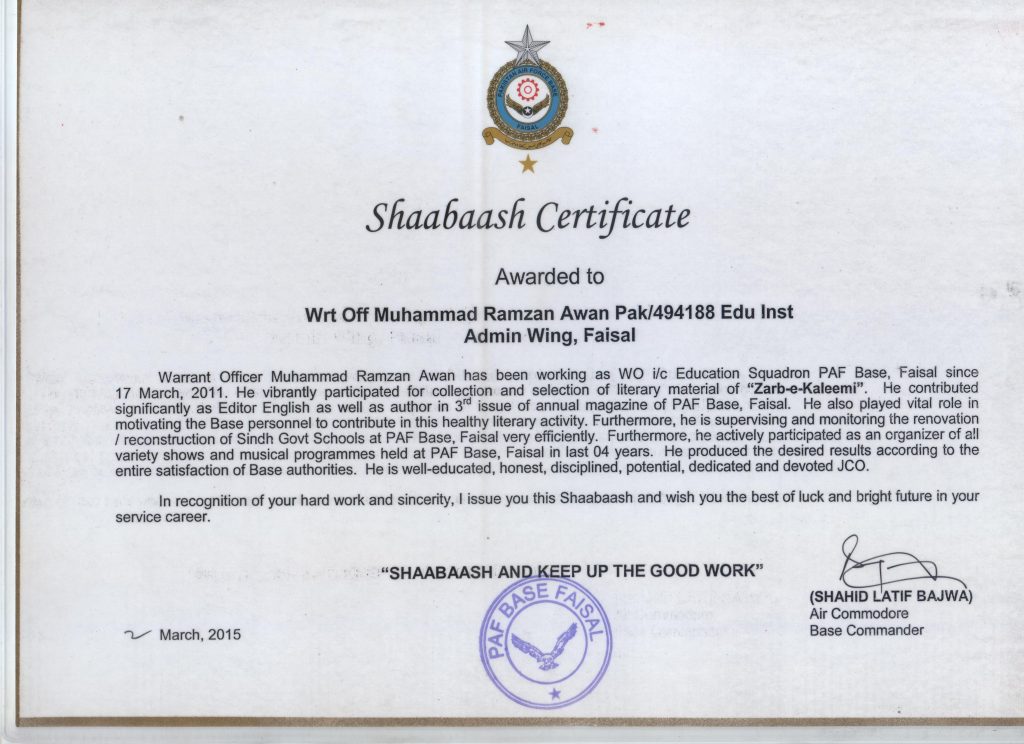 PAKISTAN AIR FORCE BASE
FAISAL
Shaabaash Certificate
Awarded to
Wrt Off Muhammad Ramzan Awan Pak/494188 Edu Inst
Admin Wing, Faisal
Warrant Officer Muhammad Ramzan Awan has been working as WO i/c Education Squadron PAF Base, Faisal since
17 March, 2011. He vibrantly participated for collection and selection of literary material of “Zarb-e-Kaleemi”. He contributed
significantly as Editor English as well as author in 3rd issue of annual magazine of PAF Base, Faisal. He also played vital role in
motivating the Base personnel to contribute in this healthy literary activity. Furthermore, he is supervising and monitoring the renovation
/ reconstruction of Sindh Govt Schools at PAF Base, Faisal very efficiently. Furthermore, he actively participated as an organizer of all
variety shows and musical programmes held at PAF Base, Faisal in last 04 years. He produced the desired results according to the
entire satisfaction of Base authorities. He is well-educated, honest, disciplined, potential, dedicated and devoted JCO.
In recognition of your hard work and sincerity, I issue you this Shaabaash and wish you the best of luck and bright future in your
service career.
“SHAABAASH AND KEEP UP THE GOOD WORK”
(SHAHID LATIF BAJWA)
Air Commodore
Base Commander
March, 2015
PAF BASE FAISAL